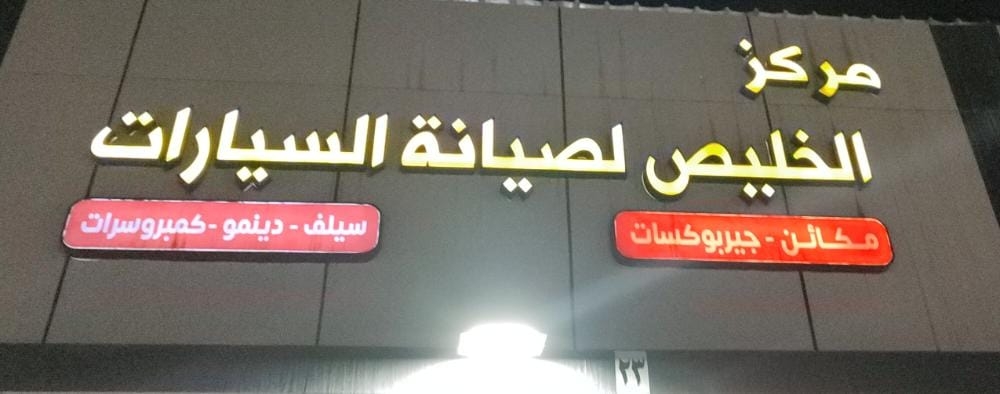 مركز
الخليص لصيانة السيارات
مكائن - جيربوكسات
سيلف - دينمو - كمبروسرات
٢٣